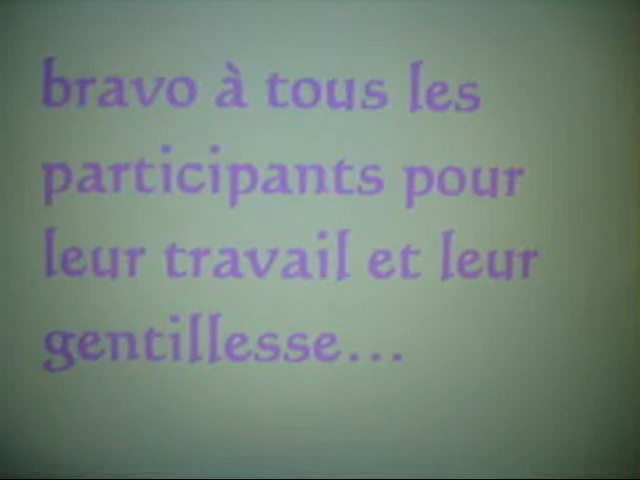 bravo à tous les
participants pour
leur travail et leur
gentillesse...